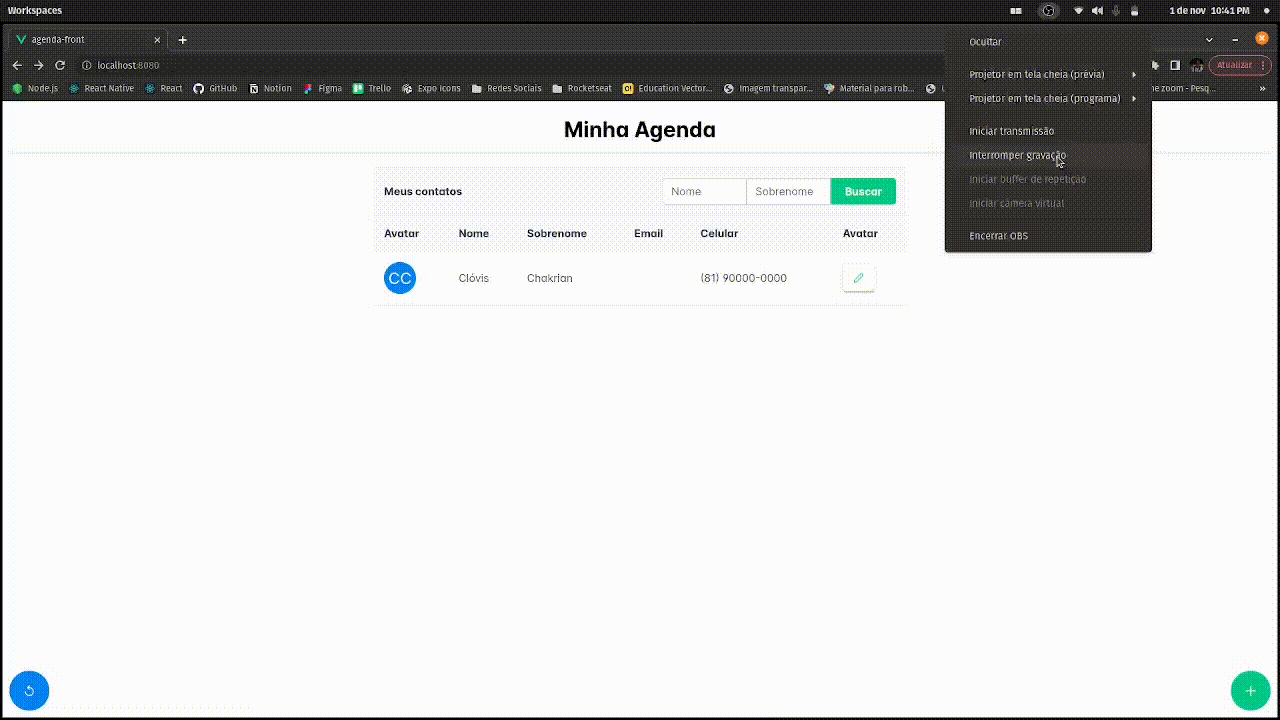 Workspaces
1 de nov 10:41 PM
agenda-front
localhost:8080
Atualizar
Node.js React Native React GitHub Notion Figma Trello Expo Icons Redes Sociais Rocketseat Education Vector... Imagem transpar... Material para rob... ne zoom - Pesq... »
Ocultar
Projetor em tela cheia (prévia)
Projetor em tela cheia (programa)
Iniciar transmissão
Interromper gravação
Iniciar buffer de repetição
Iniciar câmera virtual
Encerrar OBS
Minha Agenda
Meus contatos Nome Sobrenome Buscar
Avatar Nome Sobrenome Email Celular Avatar
CC Clóvis Chakrian (81) 90000-0000